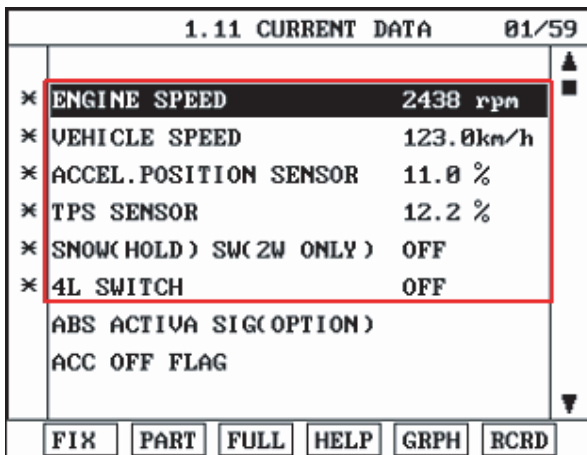 1.11 CURRENT DATA 01/59
* ENGINE SPEED 2438 rpm
* VEHICLE SPEED 123.0km/h
* ACCEL.POSITION SENSOR 11.0 %
* TPS SENSOR 12.2 %
* SNOW(HOLD) SW(2W ONLY) OFF
* 4L SWITCH OFF
ABS ACTIVA SIG(OPTION)
ACC OFF FLAG
FIX PART FULL HELP GRPH RCRD